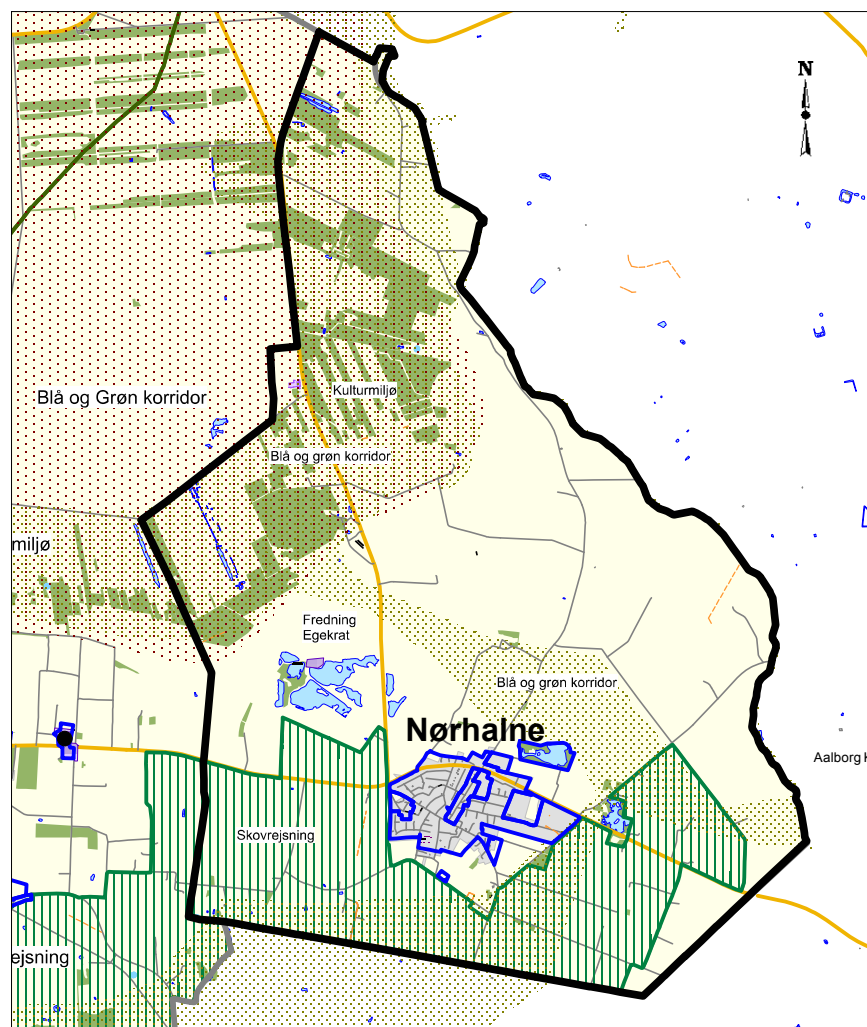 N
Kulturmiljø
Blå og Grøn korridor
Blå og grøn korridor
miljø
Fredning
Egekrat
Blå og grøn korridor
Nørhalne
Aalborg K
Skovrejsning
ejsning